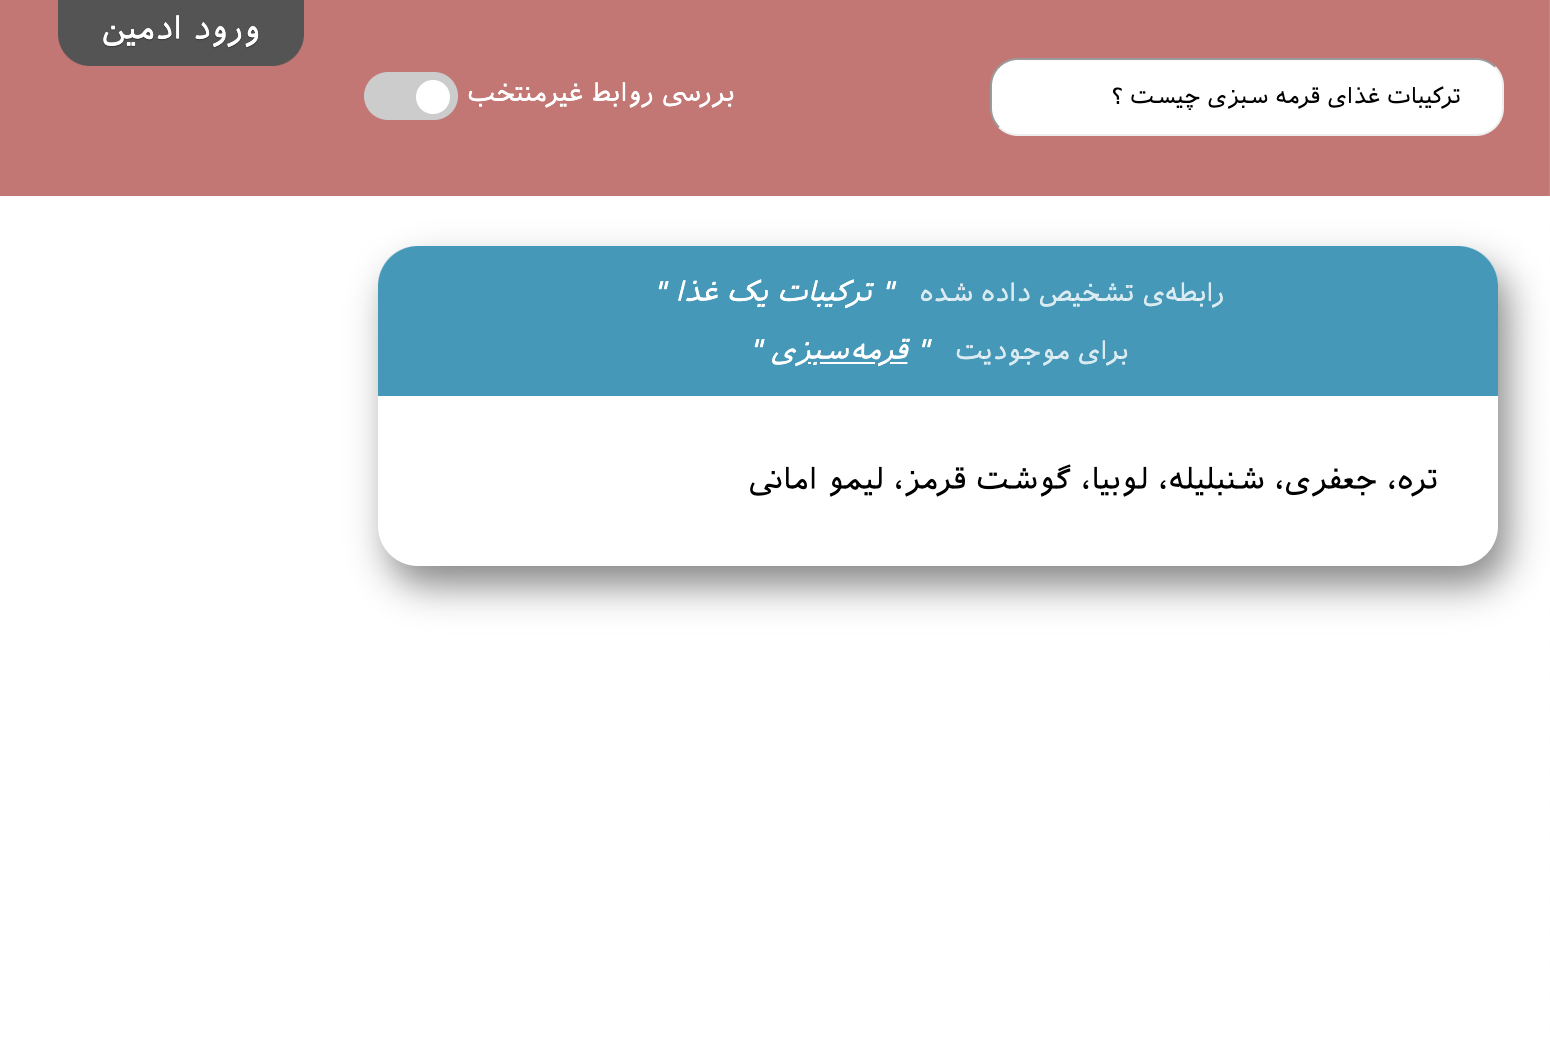 ورود ادمین
ترکیبات غذای قرمه سبزی چیست ؟
بررسی روابط غیرمنتخب
رابطه‌ی تشخیص داده شده " ترکیبات یک غذا "
برای موجودیت " قرمه‌سبزی "
تره، جعفری، شنبلیله، لوبیا، گوشت قرمز، لیمو امانی